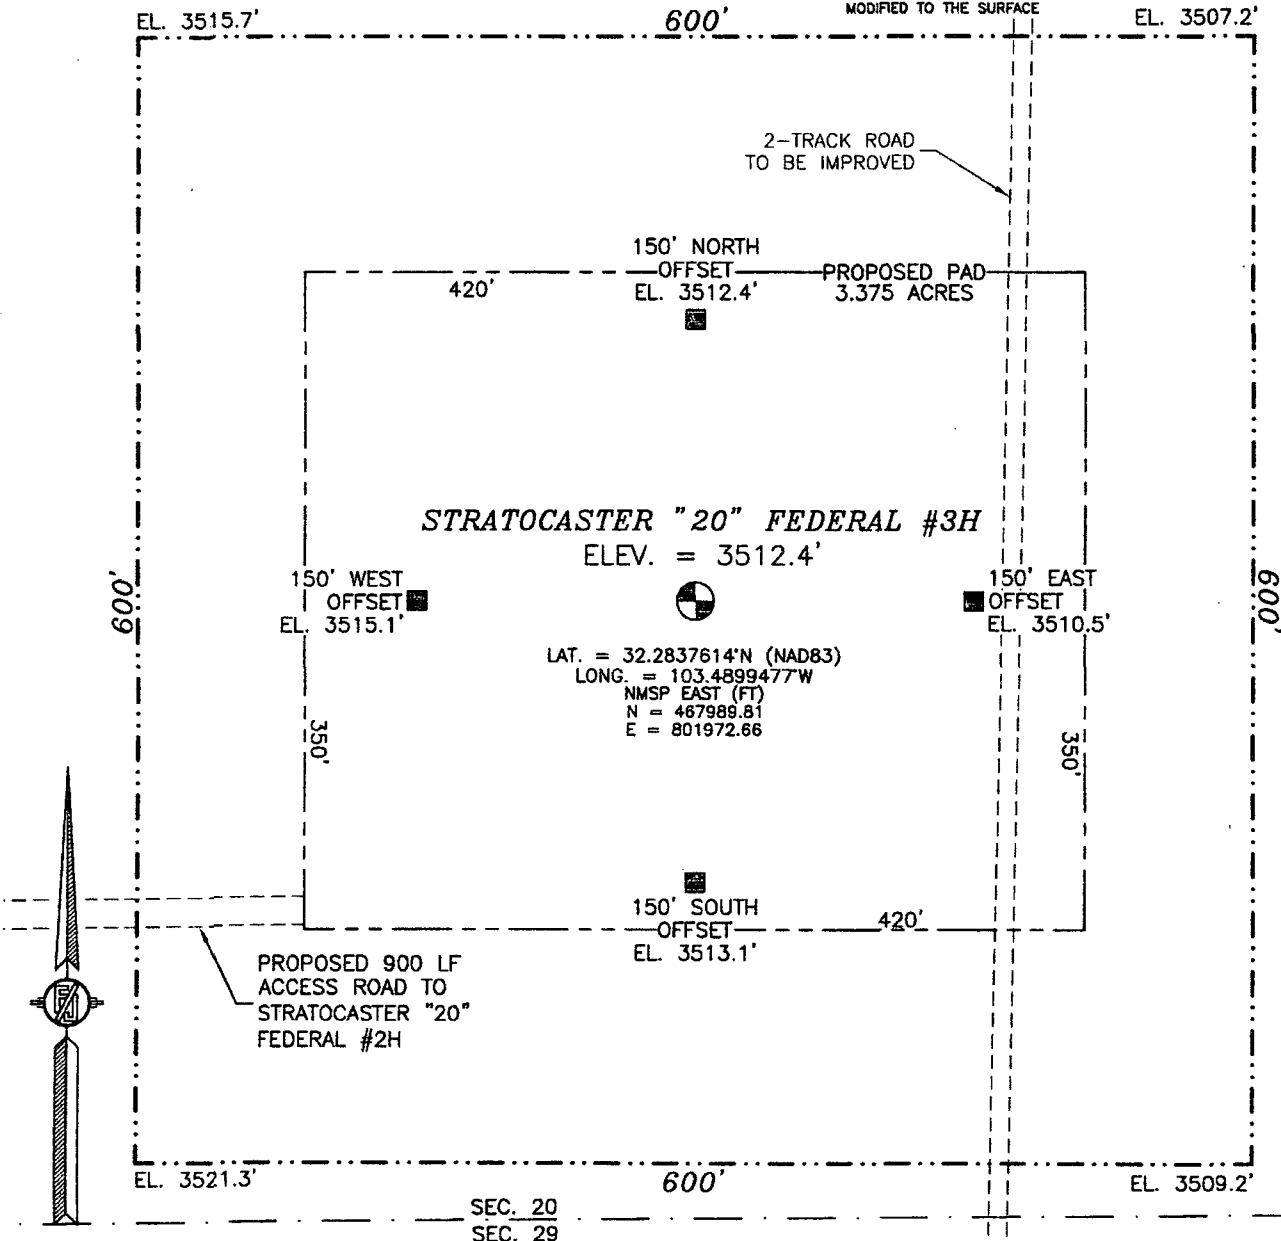 MODIFIED TO THE SURFACE
EL. 3515.7'
600'
EL. 3507.2'
2-TRACK ROAD
TO BE IMPROVED
150' NORTH
OFFSET
EL. 3512.4'
PROPOSED PAD
3.375 ACRES
420'
STRATOCASTER "20" FEDERAL #3H
ELEV. = 3512.4'
600'
150' WEST
OFFSET
EL. 3515.1'
150' EAST
OFFSET
EL. 3510.5'
600'
LAT. = 32.2837614°N (NAD83)
LONG. = 103.4899477°W
NMSP EAST (FT)
N = 467989.81
E = 801972.66
350'
350'
150' SOUTH
OFFSET
EL. 3513.1'
420'
PROPOSED 900 LF
ACCESS ROAD TO
STRATOCASTER "20"
FEDERAL #2H
EL. 3521.3'
600'
EL. 3509.2'
SEC. 20
SEC. 29